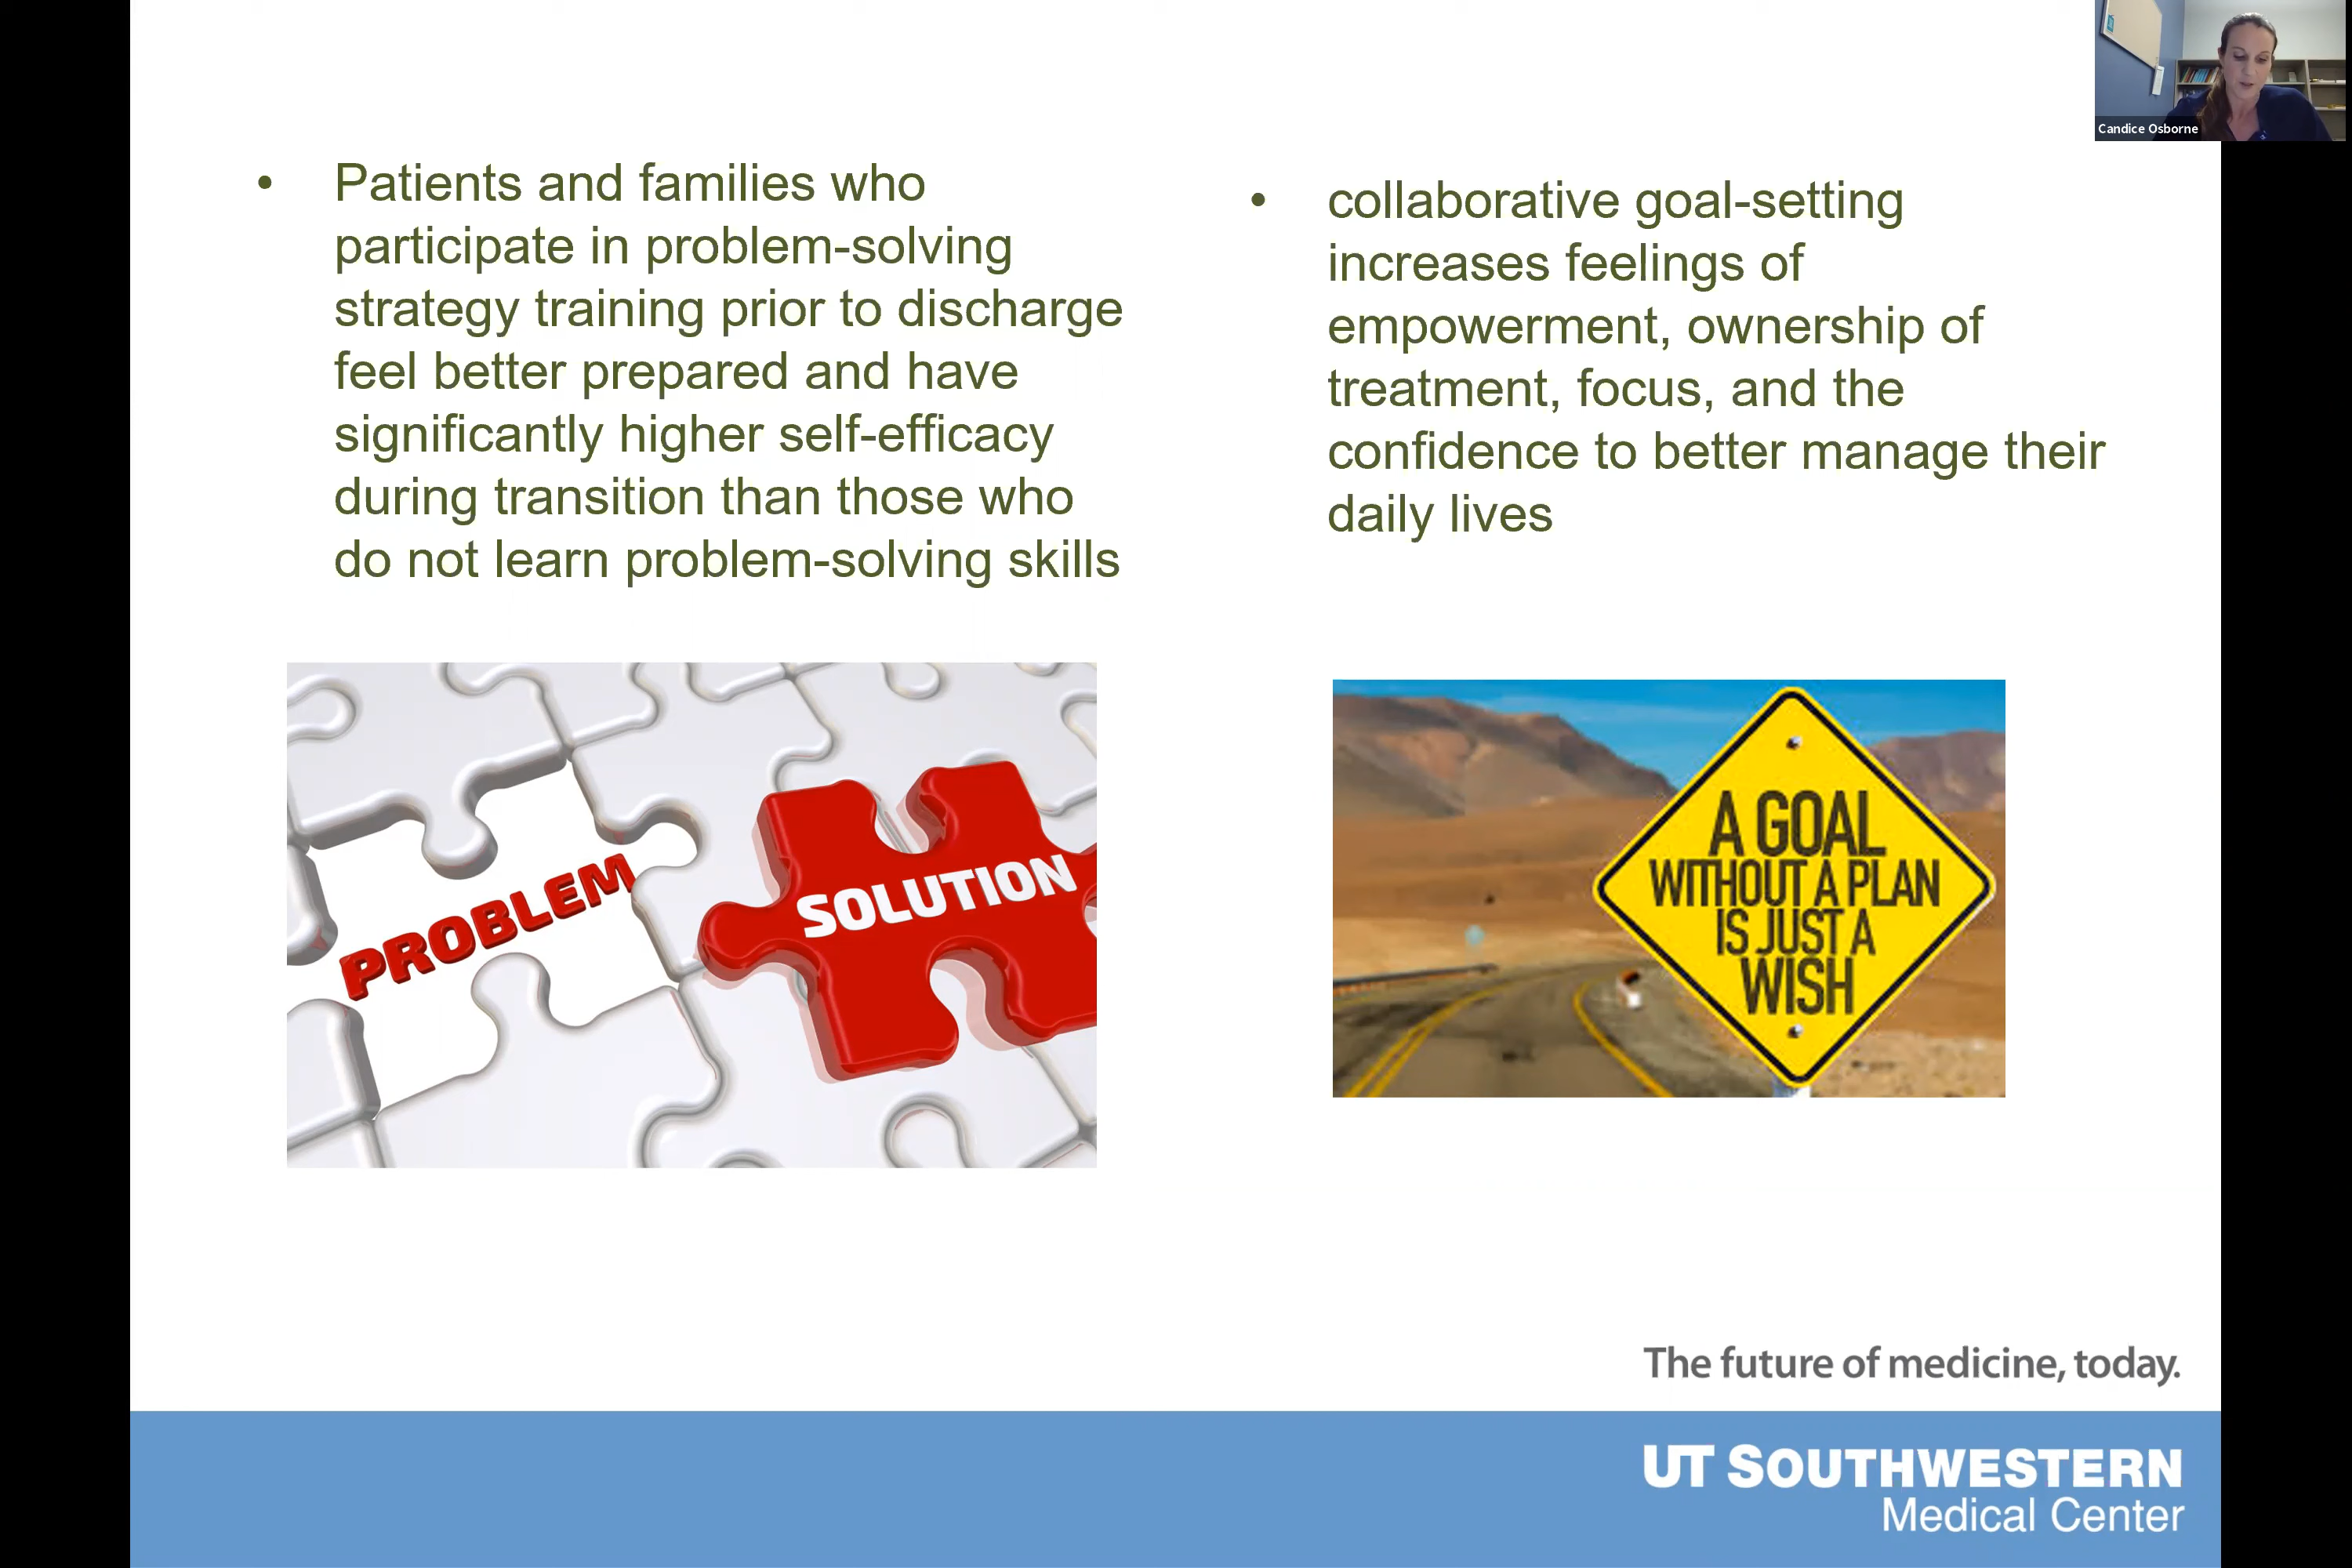 Candice Osborne
• Patients and families who
participate in problem-solving
strategy training prior to discharge
feel better prepared and have
significantly higher self-efficacy
during transition than those who
do not learn problem-solving skills
• collaborative goal-setting
increases feelings of
empowerment, ownership of
treatment, focus, and the
confidence to better manage their
daily lives
PROBLEM
SOLUTION
A GOAL
WITHOUT A PLAN
IS JUST A
WISH
The future of medicine, today.
UT SOUTHWESTERN
Medical Center